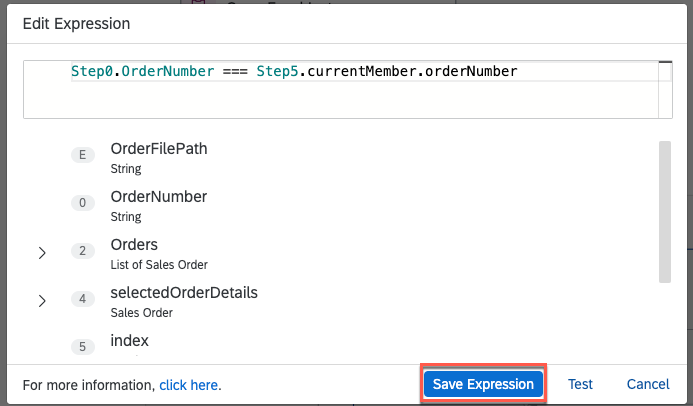 Edit Expression
Step0.OrderNumber === Step5.currentMember.orderNumber
E OrderFilePath
String
0 OrderNumber
String
2 Orders
List of Sales Order
4 selectedOrderDetails
Sales Order
5 index
For more information, click here. Save Expression Test Cancel